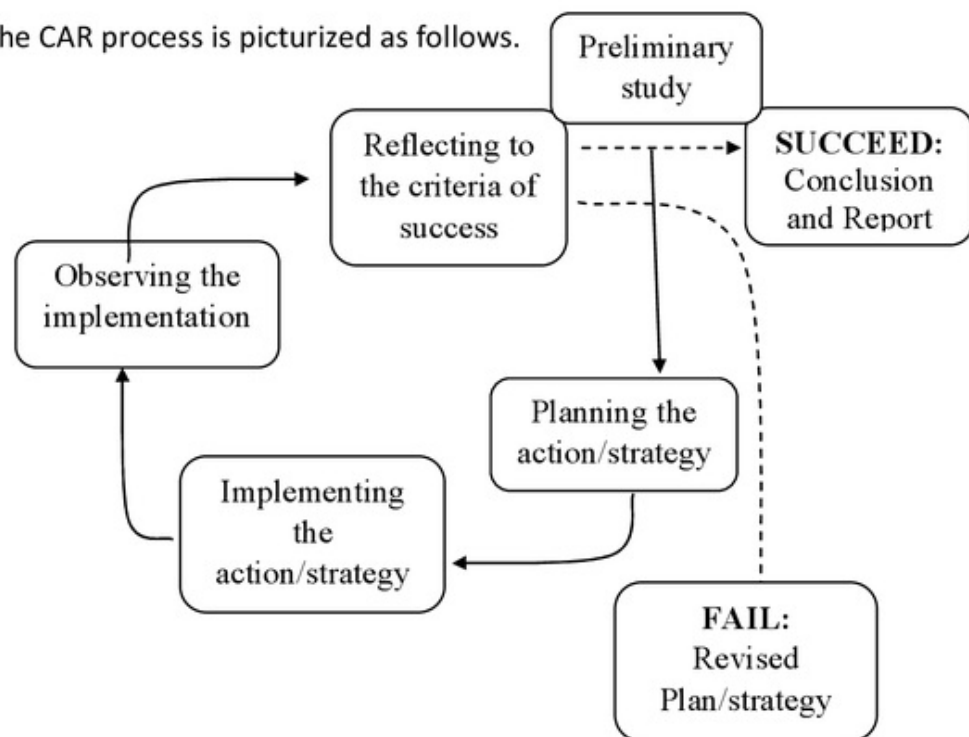 he CAR process is picturized as follows.
Preliminary
study
Reflecting to
the criteria of
success
SUCCEED:
Conclusion
and Report
Observing the
implementation
Planning the
action/strategy
Implementing
the
action/strategy
FAIL:
Revised
Plan/strategy